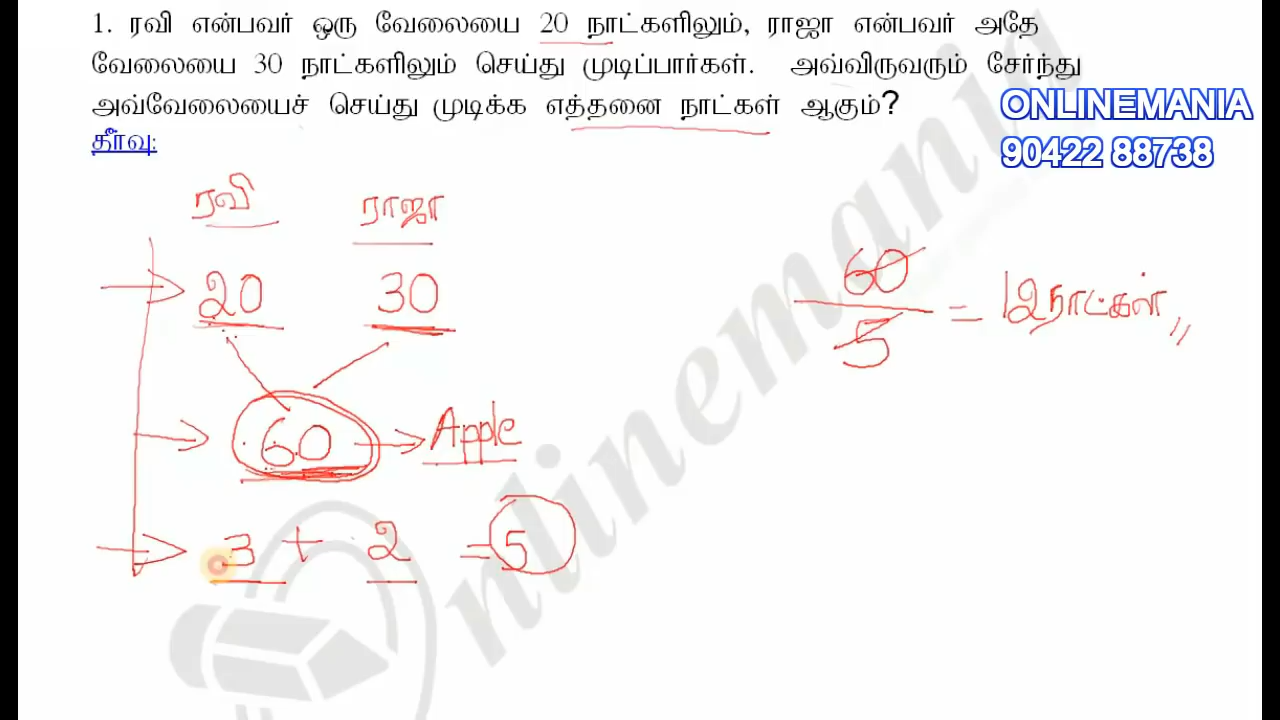 1. ரவி என்பவர் ஒரு வேலையை 20 நாட்களிலும், ராஜா என்பவர் அதே
வேலையை 30 நாட்களிலும் செய்து முடிப்பார்கள். அவ்விருவரும் சேர்ந்து
அவ்வேலையைச் செய்து முடிக்க எத்தனை நாட்கள் ஆகும்?
ONLINEMANIA
90422 88738
தீர்வு:
ரவி ராஜா
20 30
60 Apple
3 + 2 = 5
60
5
= 12 நாட்கள் ,,
nlinemania